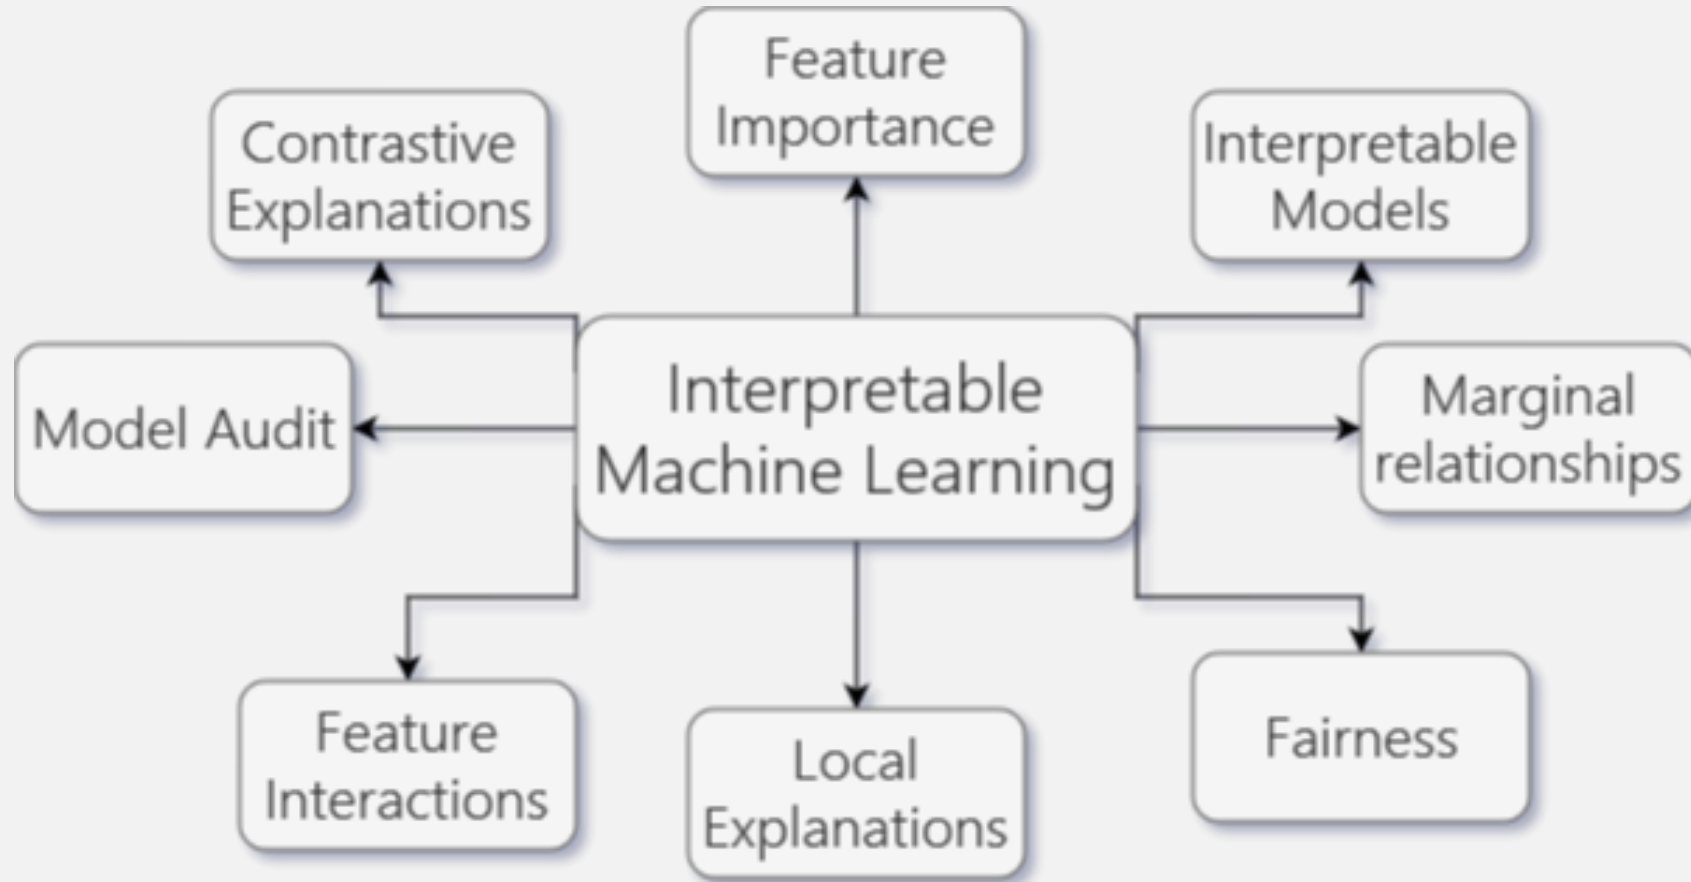 Feature
Importance
Contrastive
Explanations
Interpretable
Models
Interpretable
Machine Learning
Model Audit
Marginal
relationships
Feature
Interactions
Local
Explanations
Fairness